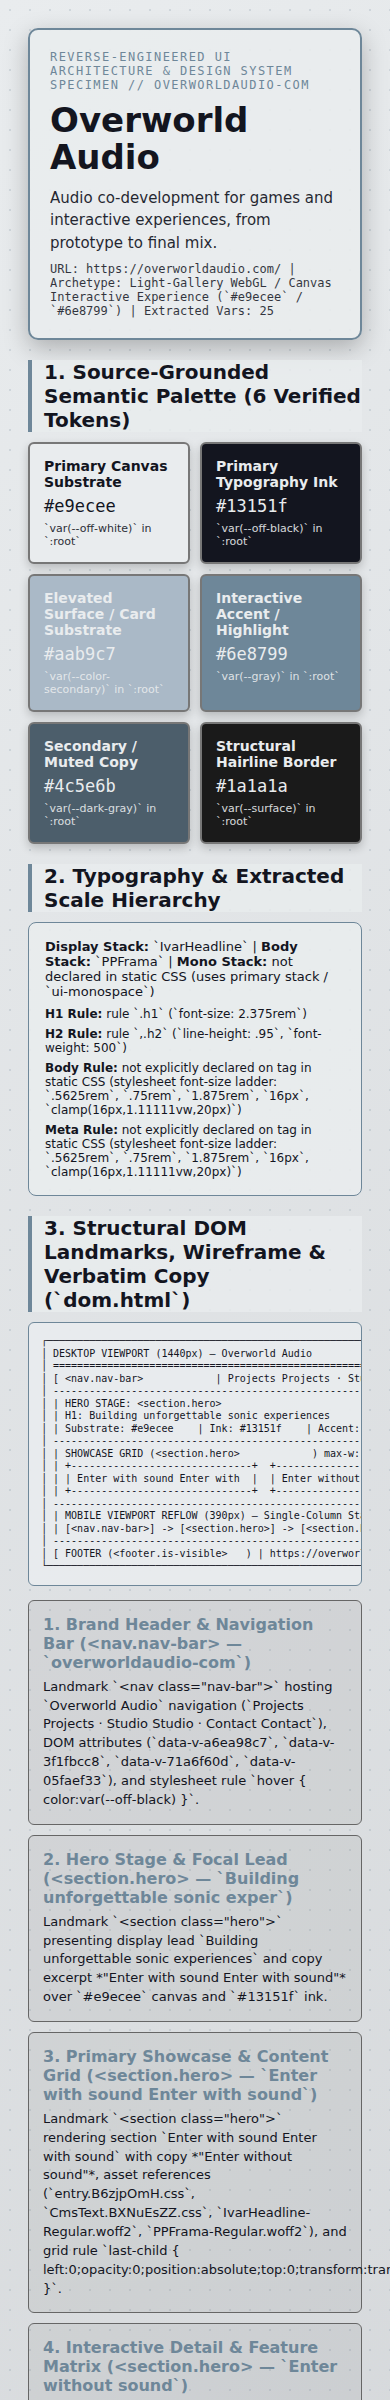 REVERSE-ENGINEERED UI
ARCHITECTURE & DESIGN SYSTEM
SPECIMEN // OVERWORLDAUDIO-COM
Overworld
Audio
Audio co-development for games and
interactive experiences, from
prototype to final mix.
URL: https://overworldaudio.com/ |
Archetype: Light-Gallery WebGL / Canvas
Interactive Experience (`#e9ecee` /
`#6e8799`) | Extracted Vars: 25
1. Source-Grounded
Semantic Palette (6 Verified
Tokens)
Primary Canvas
Substrate
#e9ecee
`var(--off-white)` in
`:root`
Primary
Typography Ink
#13151f
`var(--off-black)` in
`:root`
Elevated
Surface / Card
Substrate
#aab9c7
`var(--color-
secondary)` in `:root`
Interactive
Accent /
Highlight
#6e8799
`var(--gray)` in `:root`
Secondary /
Muted Copy
#4c5e6b
`var(--dark-gray)` in
`:root`
Structural
Hairline Border
#1a1a1a
`var(--surface)` in
`:root`
2. Typography & Extracted
Scale Hierarchy
Display Stack: `IvarHeadline` | Body
Stack: `PPFrama` | Mono Stack: not
declared in static CSS (uses primary stack /
`ui-monospace`)
H1 Rule: rule `.h1` (`font-size: 2.375rem`)
H2 Rule: rule `,.h2` (`line-height: .95`, `font-
weight: 500`)
Body Rule: not explicitly declared on tag in
static CSS (stylesheet font-size ladder:
`.5625rem`, `.75rem`, `1.875rem`, `16px`,
`clamp(16px,1.11111vw,20px)`)
Meta Rule: not explicitly declared on tag in
static CSS (stylesheet font-size ladder:
`.5625rem`, `.75rem`, `1.875rem`, `16px`,
`clamp(16px,1.11111vw,20px)`)
3. Structural DOM
Landmarks, Wireframe &
Verbatim Copy
(`dom.html`)
DESKTOP VIEWPORT (1440px) — Overworld Audio
====================================================
[ <nav.nav-bar> | Projects Projects · St
----------------------------------------------------
| HERO STAGE: <section.hero>
| H1: Building unforgettable sonic experiences
| Substrate: #e9ecee | Ink: #13151f | Accent:
----------------------------------------------------
| SHOWCASE GRID (<section.hero> ) max-w:
| +------------------------------+ +---------------
| | Enter with sound Enter with | | Enter without
| +------------------------------+ +---------------
----------------------------------------------------
| MOBILE VIEWPORT REFLOW (390px) — Single-Column St
| [<nav.nav-bar>] -> [<section.hero>] -> [<section.
----------------------------------------------------
[ FOOTER (<footer.is-visible> ) | https://overwor
1. Brand Header & Navigation
Bar (<nav.nav-bar> —
`overworldaudio-com`)
Landmark `<nav class="nav-bar">` hosting
`Overworld Audio` navigation (`Projects
Projects · Studio Studio · Contact Contact`),
DOM attributes (`data-v-a6ea98c7`, `data-v-
3f1fbcc8`, `data-v-71a6f60d`, `data-v-
05faef33`), and stylesheet rule `hover {
color:var(--off-black) }`.
2. Hero Stage & Focal Lead
(<section.hero> — `Building
unforgettable sonic exper`)
Landmark `<section class="hero">`
presenting display lead `Building
unforgettable sonic experiences` and copy
excerpt *"Enter with sound Enter with sound"*
over `#e9ecee` canvas and `#13151f` ink.
3. Primary Showcase & Content
Grid (<section.hero> — `Enter
with sound Enter with sound`)
Landmark `<section class="hero">`
rendering section `Enter with sound Enter
with sound` with copy *"Enter without
sound"*, asset references
(`entry.B6zjpOmH.css`,
`CmsText.BXNuEsZZ.css`, `IvarHeadline-
Regular.woff2`, `PPFrama-Regular.woff2`), and
grid rule `last-child {
left:0;opacity:0;position:absolute;top:0;transform:tran
}`.
4. Interactive Detail & Feature
Matrix (<section.hero> — `Enter
without sound`)